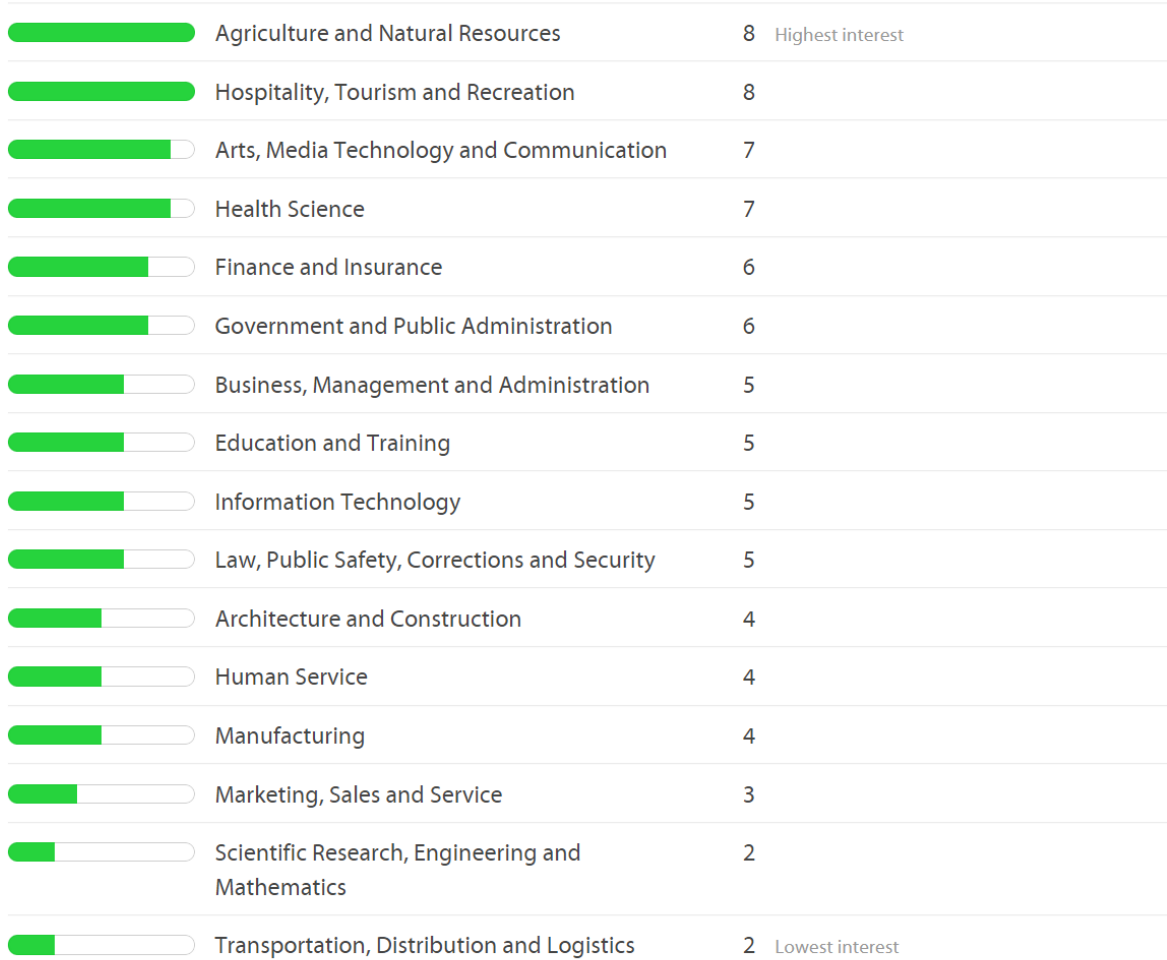 Agriculture and Natural Resources 8 Highest interest
Hospitality, Tourism and Recreation 8
Arts, Media Technology and Communication 7
Health Science 7
Finance and Insurance 6
Government and Public Administration 6
Business, Management and Administration 5
Education and Training 5
Information Technology 5
Law, Public Safety, Corrections and Security 5
Architecture and Construction 4
Human Service 4
Manufacturing 4
Marketing, Sales and Service 3
Scientific Research, Engineering and 2
Mathematics
Transportation, Distribution and Logistics 2 Lowest interest